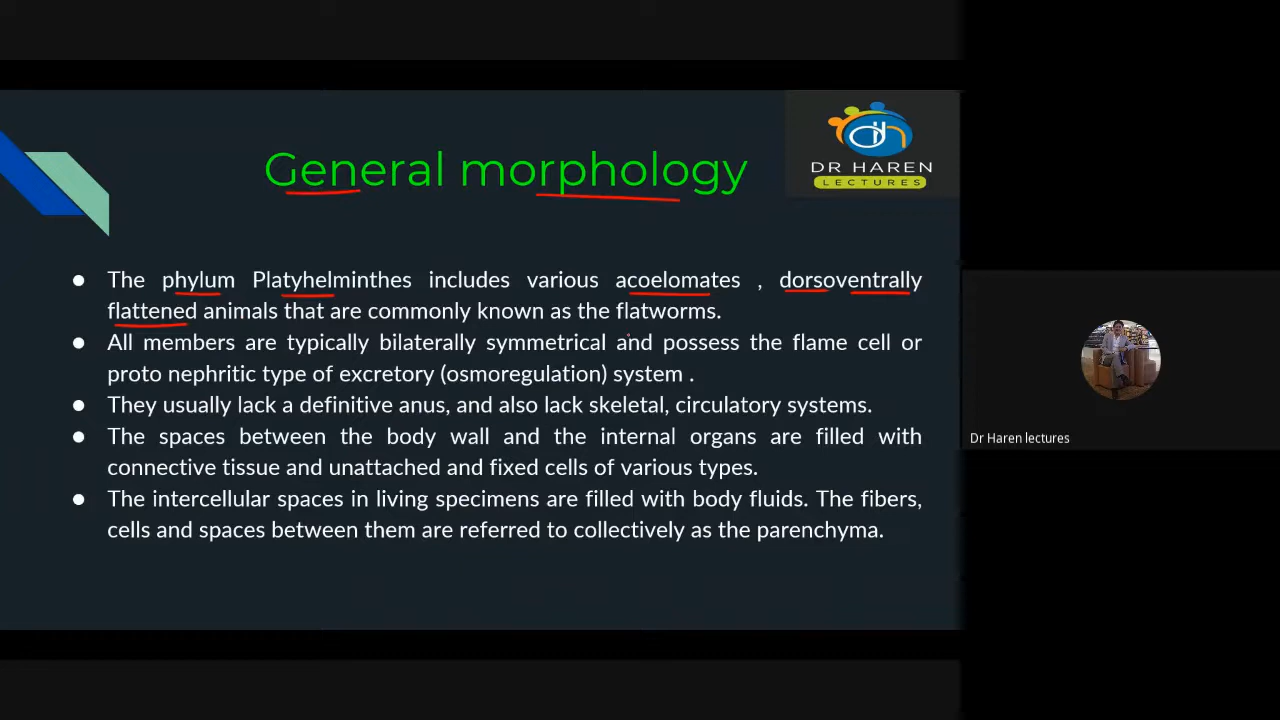 General morphology
DR HAREN
LECTURES
● The phylum Platyhelminthes includes various acoelomates , dorsoventrally
flattened animals that are commonly known as the flatworms.
● All members are typically bilaterally symmetrical and possess the flame cell or
proto nephritic type of excretory (osmoregulation) system .
● They usually lack a definitive anus, and also lack skeletal, circulatory systems.
● The spaces between the body wall and the internal organs are filled with
connective tissue and unattached and fixed cells of various types.
● The intercellular spaces in living specimens are filled with body fluids. The fibers,
cells and spaces between them are referred to collectively as the parenchyma.
Dr Haren lectures